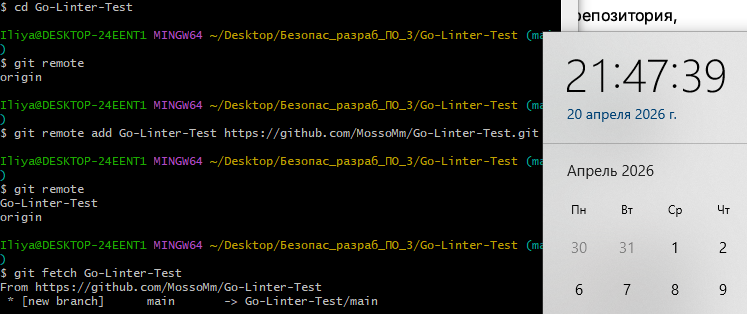 $ cd Go-Linter-Test
Iliya@DESKTOP-24EENT1 MINGW64 ~/Desktop/Безопас_разраб_ПО_3/Go-Linter-Test (main
)
$ git remote
origin
Iliya@DESKTOP-24EENT1 MINGW64 ~/Desktop/Безопас_разраб_ПО_3/Go-Linter-Test (ma
)
$ git remote add Go-Linter-Test https://github.com/MossoMm/Go-Linter-Test.git
Iliya@DESKTOP-24EENT1 MINGW64 ~/Desktop/Безопас_разраб_ПО_3/Go-Linter-Test (ma
)
$ git remote
Go-Linter-Test
origin
Iliya@DESKTOP-24EENT1 MINGW64 ~/Desktop/Безопас_разраб_ПО_3/Go-Linter-Test (ma
)
$ git fetch Go-Linter-Test
From https://github.com/MossoMm/Go-Linter-Test
* [new branch] main -> Go-Linter-Test/main
репозитория,
21:47:39
20 апреля 2026 г.
Апрель 2026
Пн Вт Ср Чт
30 31 1 2
6 7 8 9